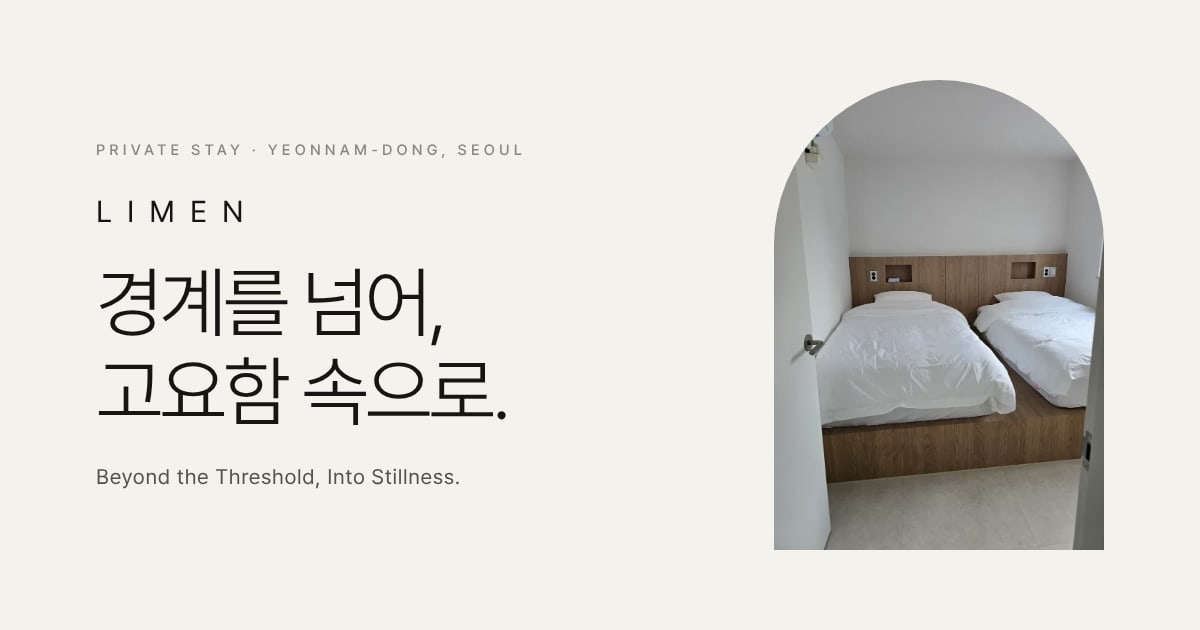 PRIVATE STAY · YEONNAM-DONG, SEOUL
LIMEN
경계를 넘어,
고요함 속으로.
Beyond the Threshold, Into Stillness.